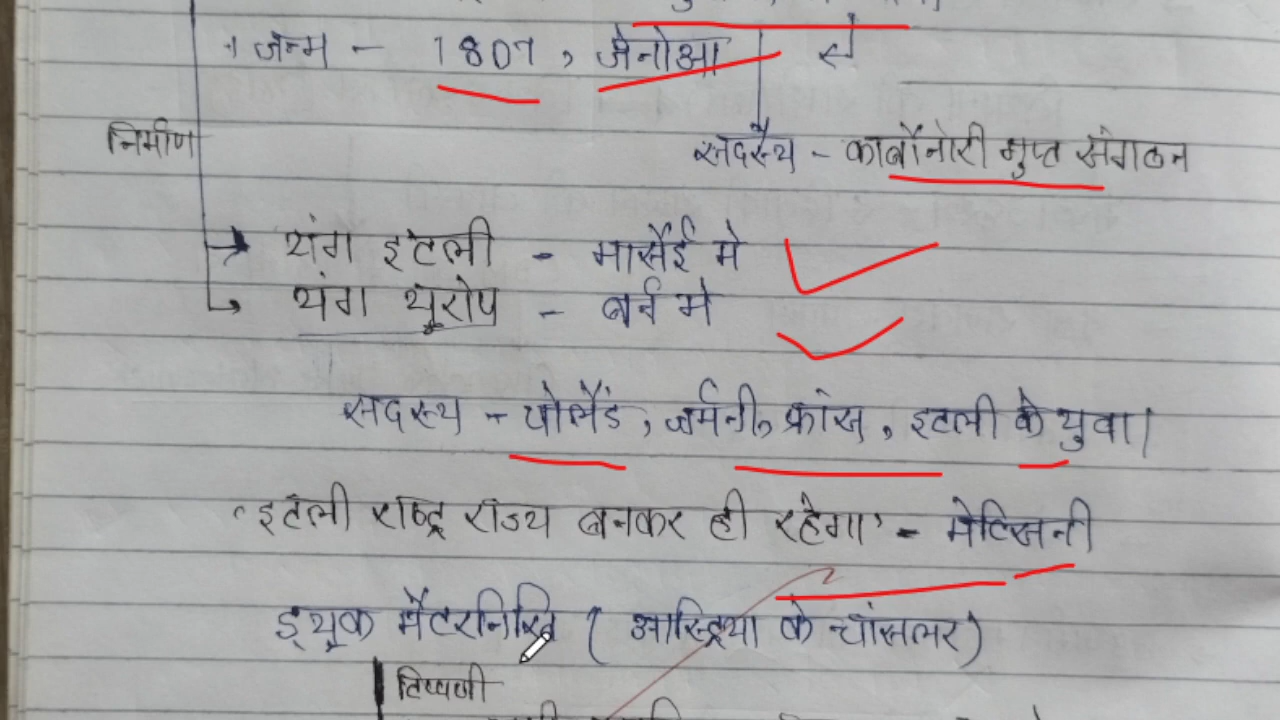 जन्म - 1807, जेनोआ से
निर्माण
सदस्य - कार्बोनोरी गुप्त संगठन
→ यंग इटली - मार्सेई मे
→ यंग यूरोप - बर्न मे
सदस्य - पोलैंड, जर्मनी, फ्रांस, इटली के युवा।
'इटली राष्ट्र राज्य बनकर ही रहेगा' - मेत्सिनी
ड्यूक मैटरनिख ( आस्ट्रिया के चांसलर)
टिप्पणी